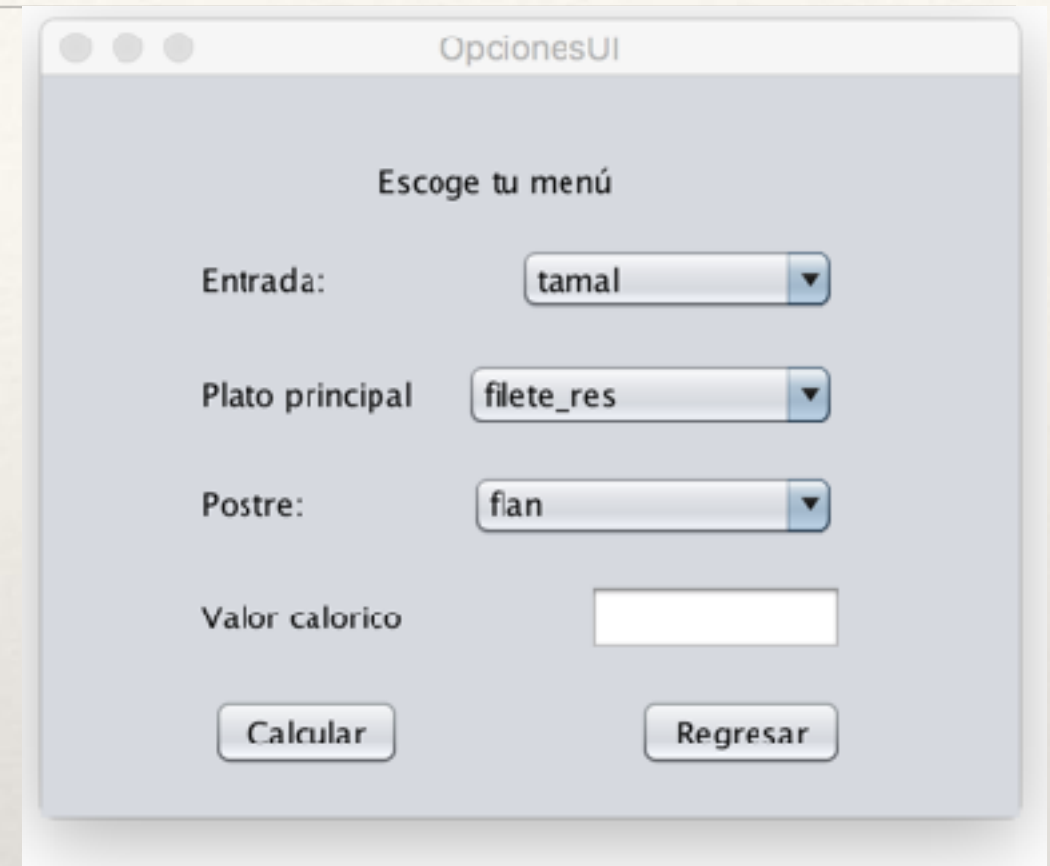 OpcionesUI
Escoge tu menú
Entrada: tamal
Plato principal filete_res
Postre: flan
Valor calorico
Calcular Regresar